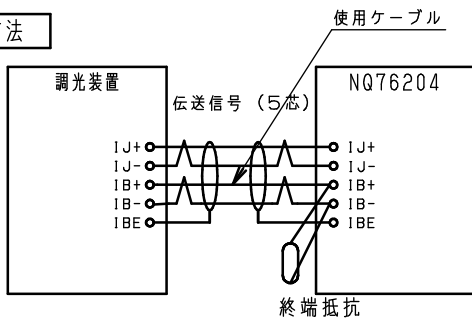 法
使用ケーブル
調光装置
伝送信号 (5芯)
NQ76204
IJ+
IJ-
IB+
IB-
IBE
IJ+
IJ-
IB+
IB-
IBE
終端抵抗